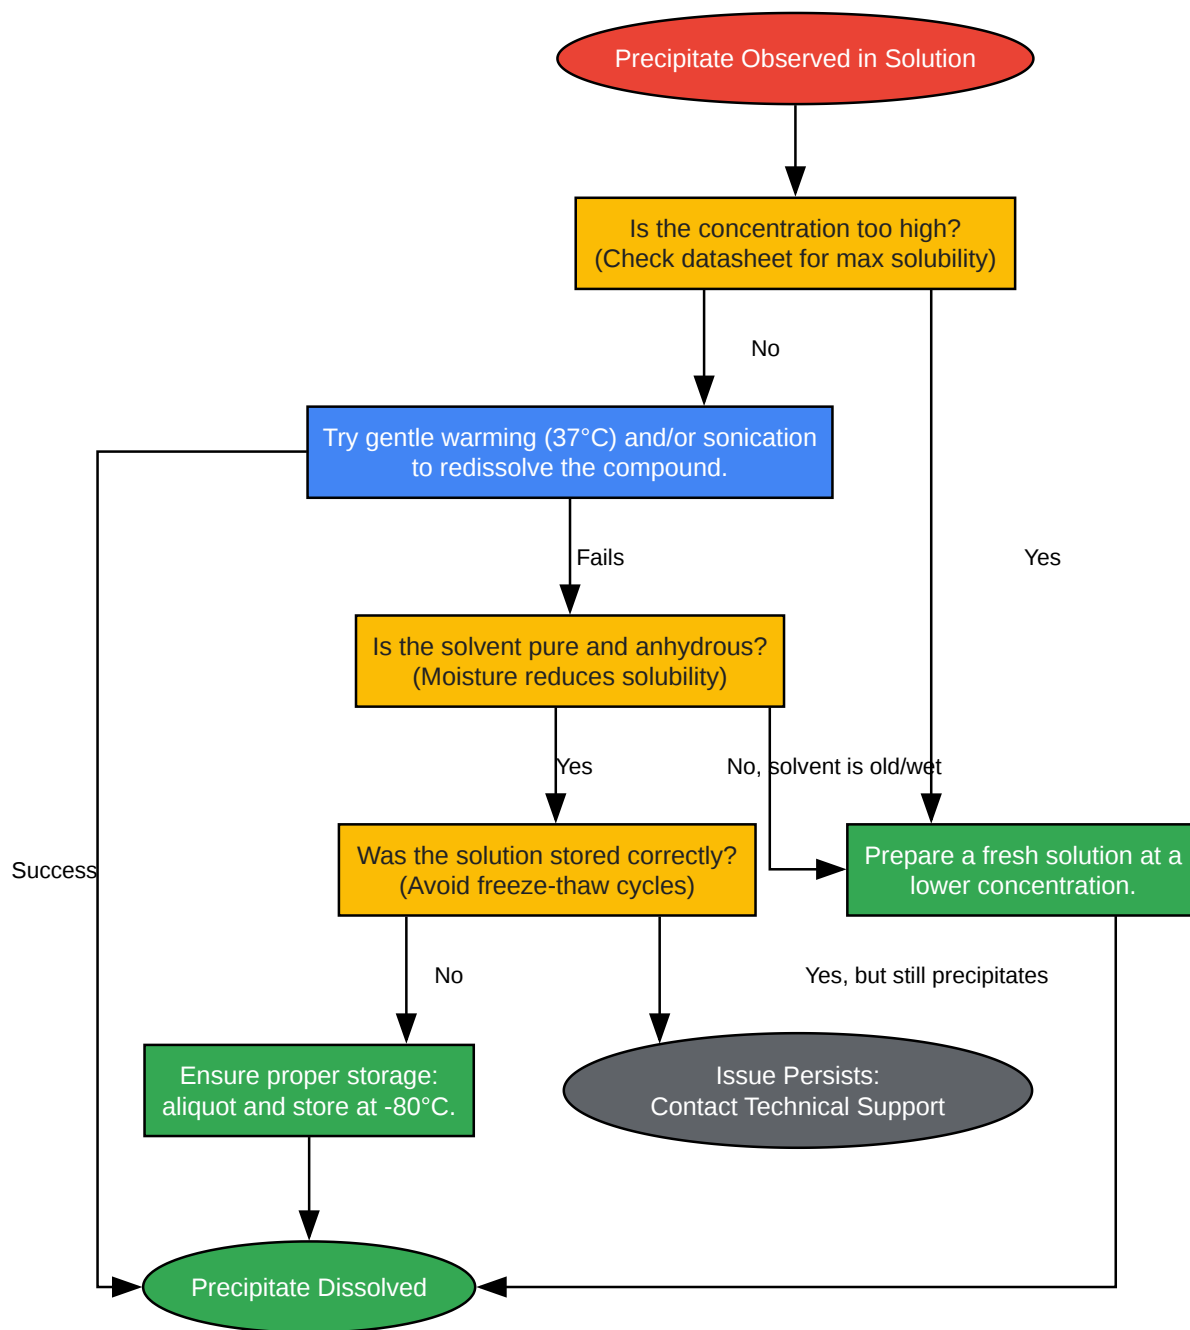 Precipitate Observed in Solution
Is the concentration too high?
(Check datasheet for max solubility)
No
Try gentle warming (37°C) and/or sonication
to redissolve the compound.
Fails
Yes
Is the solvent pure and anhydrous?
(Moisture reduces solubility)
Yes
No, solvent is old/wet
Was the solution stored correctly?
(Avoid freeze-thaw cycles)
Prepare a fresh solution at a
lower concentration.
Success
No
Yes, but still precipitates
Ensure proper storage:
aliquot and store at -80°C.
Issue Persists:
Contact Technical Support
Precipitate Dissolved